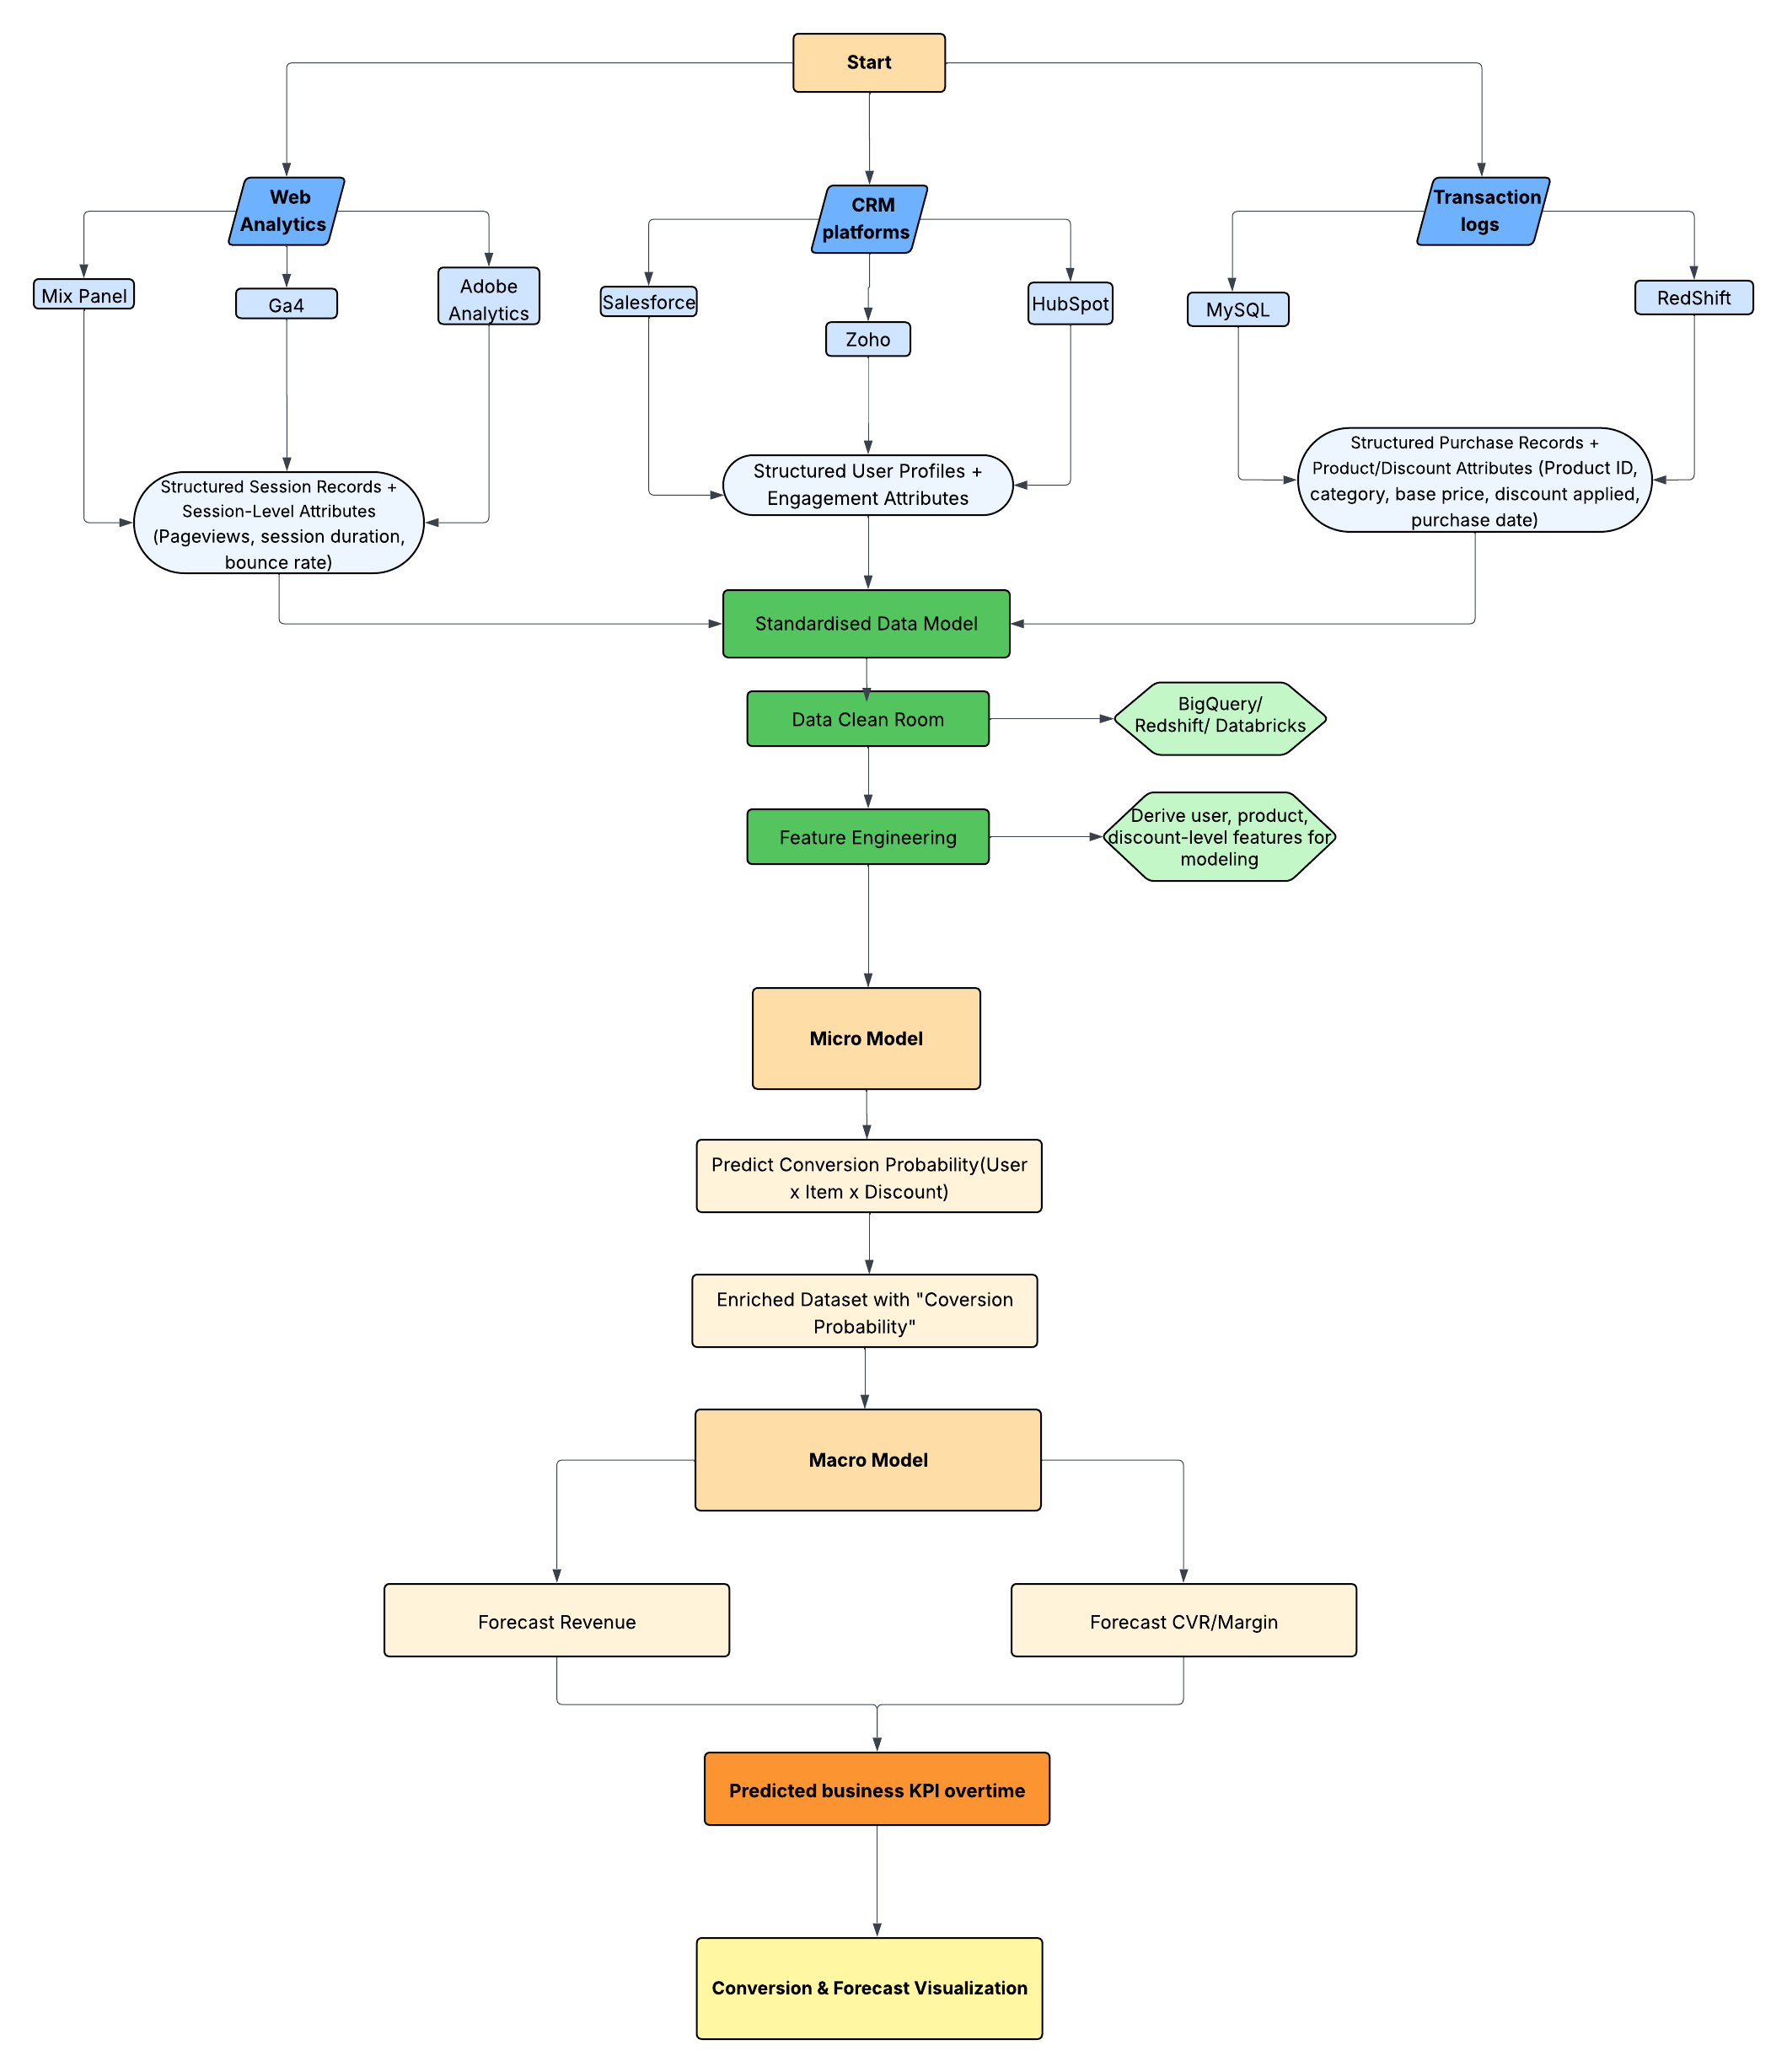 Start
Web
Analytics
CRM
platforms
Transaction
logs
Mix Panel
Ga4
Adobe
Analytics
Salesforce
Zoho
HubSpot
MySQL
RedShift
Structured Session Records +
Session-Level Attributes
(Pageviews, session duration,
bounce rate)
Structured User Profiles +
Engagement Attributes
Structured Purchase Records +
Product/Discount Attributes (Product ID,
category, base price, discount applied,
purchase date)
Standardised Data Model
Data Clean Room
BigQuery/
Redshift/ Databricks
Feature Engineering
Derive user, product,
discount-level features for
modeling
Micro Model
Predict Conversion Probability(User
x Item x Discount)
Enriched Dataset with "Coversion
Probability"
Macro Model
Forecast Revenue
Forecast CVR/Margin
Predicted business KPI overtime
Conversion & Forecast Visualization